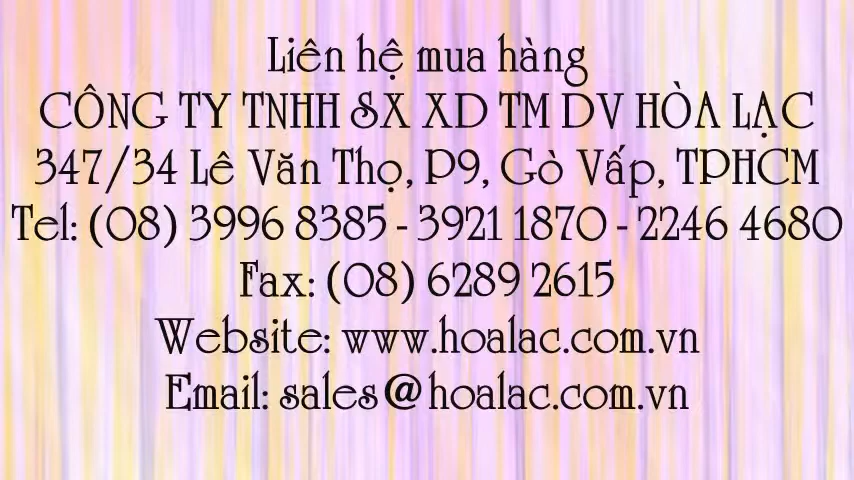 Liên hệ mua hàng
CÔNG TY TNHH SX XD TM DV HÒA LẠC
347/34 Lê Văn Thọ, P9, Gò Vấp, TPHCM
Tel: (08) 3996 8385 - 3921 1870 - 2246 4680
Fax: (08) 6289 2615
Website: www.hoalac.com.vn
Email: sales@hoalac.com.vn